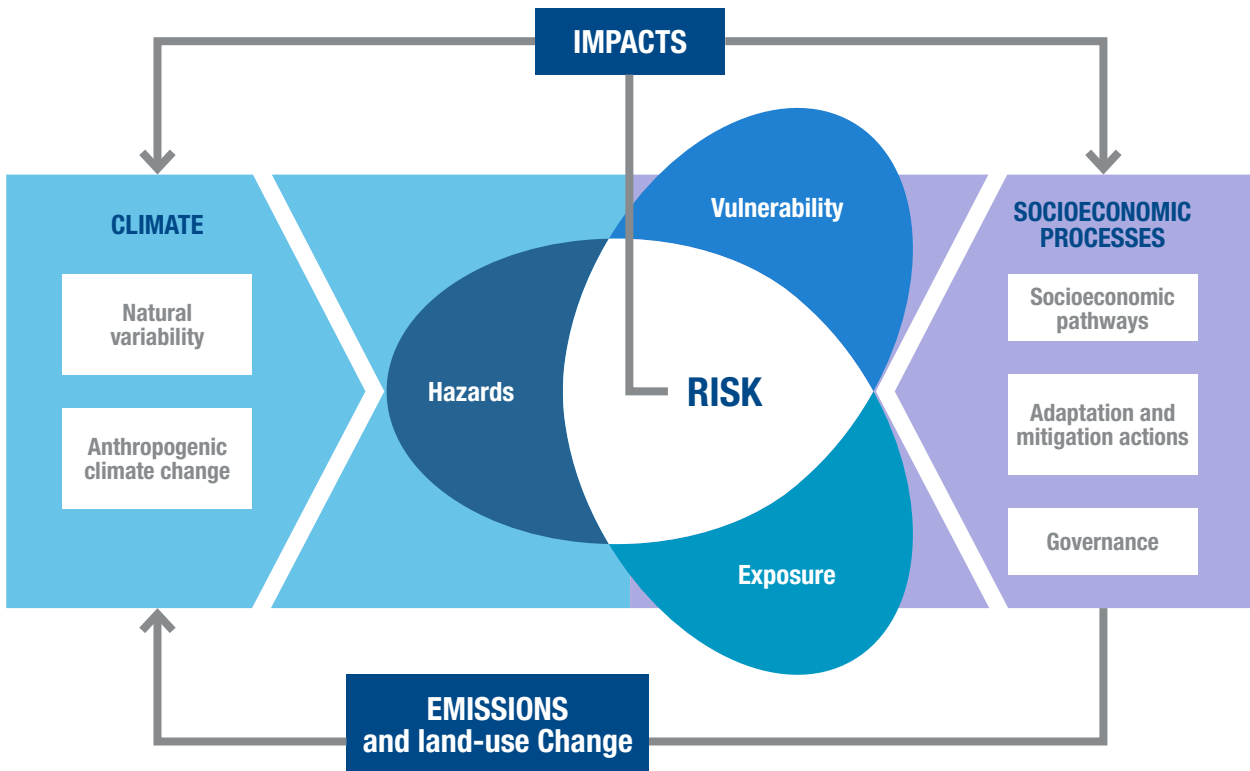 IMPACTS
CLIMATE
Natural
variability
Anthropogenic
climate change
Vulnerability
Hazards
RISK
Exposure
SOCIOECONOMIC
PROCESSES
Socioeconomic
pathways
Adaptation and
mitigation actions
Governance
EMISSIONS
and land-use Change